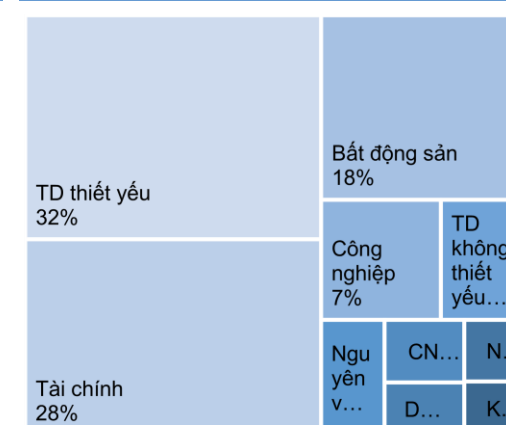 TD thiết yếu
32%
Bất động sản
18%
Công
nghiệp
7%
TD
không
thiết
yếu...
Tài chính
28%
Ngu
yên
v...
CN...
N.
D...
K.